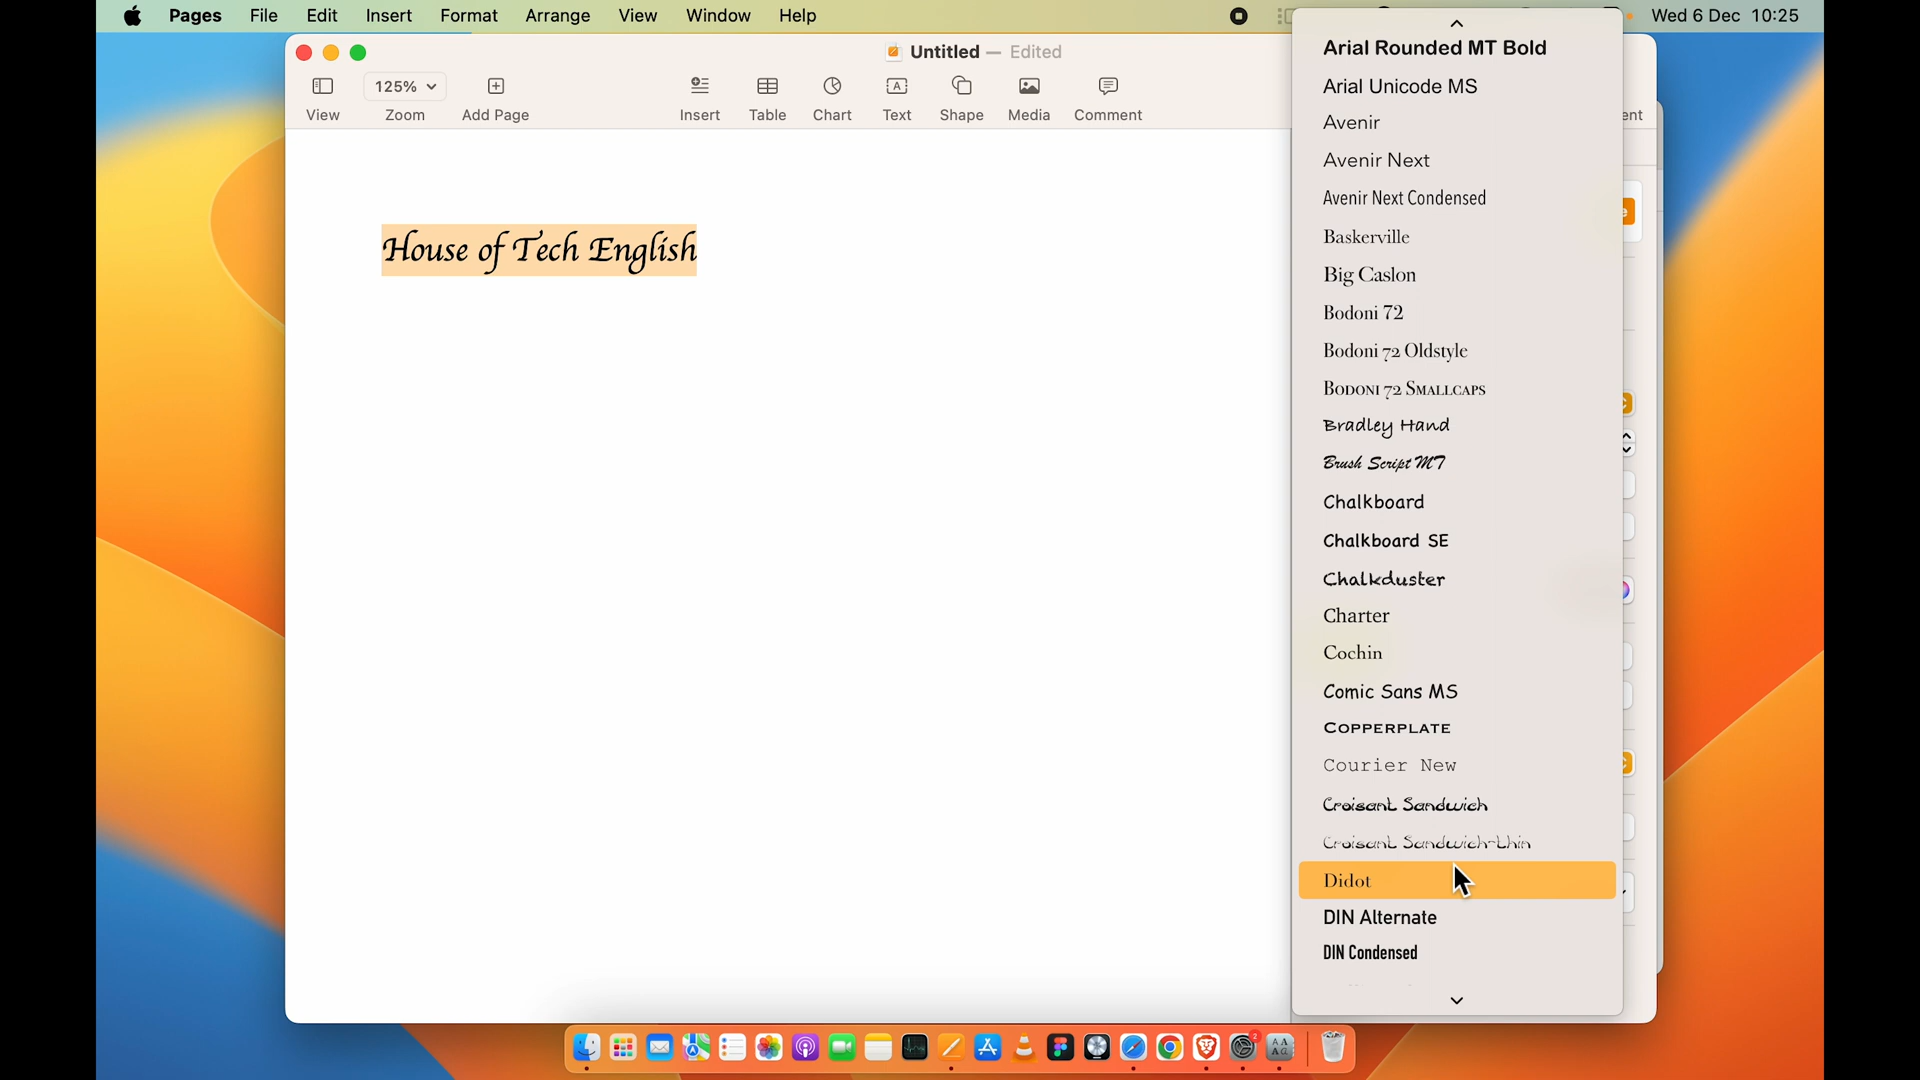 Pages File Edit Insert Format Arrange View Window Help Wed 6 Dec 10:25
Untitled — Edited
125%
View Zoom Add Page Insert Table Chart Text Shape Media Comment
House of Tech English
Arial Rounded MT Bold
Arial Unicode MS
Avenir
Avenir Next
Avenir Next Condensed
Baskerville
Big Caslon
Bodoni 72
Bodoni 72 Oldstyle
Bodoni 72 Smallcaps
Bradley Hand
Brush Script MT
Chalkboard
Chalkboard SE
Chalkduster
Charter
Cochin
Comic Sans MS
Copperplate
Courier New
Croisant Sandwich
Croisant Sandwich-thin
Didot
DIN Alternate
DIN Condensed